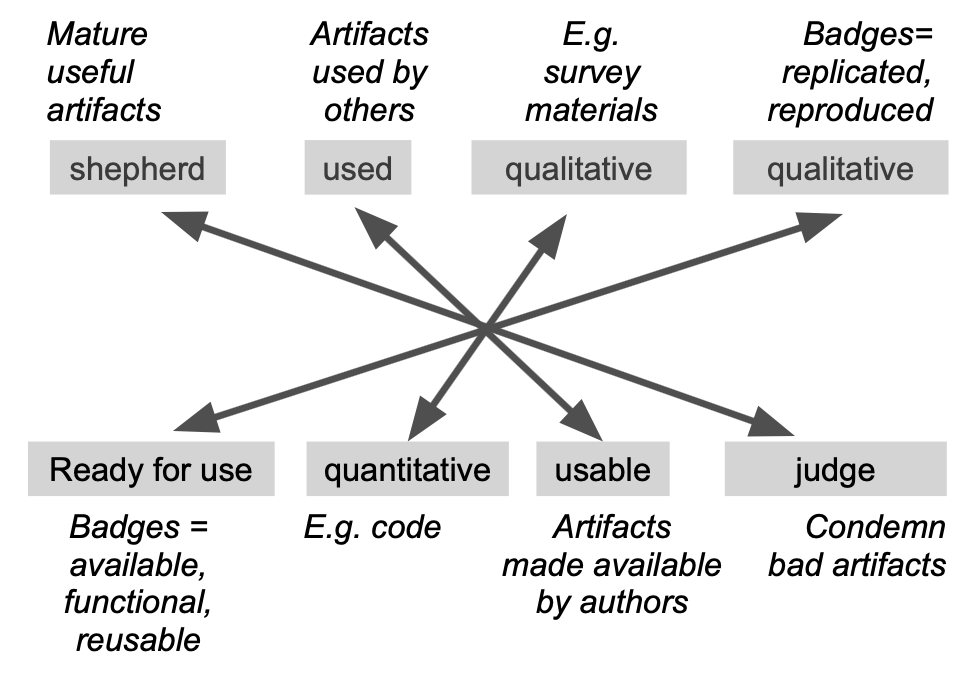 Mature
useful
artifacts
Artifacts
used by
others
E.g.
survey
materials
Badges=
replicated,
reproduced
shepherd
used
qualitative
qualitative
Ready for use
quantitative
usable
judge
Badges =
available,
functional,
reusable
E.g. code
Artifacts
made available
by authors
Condemn
bad artifacts